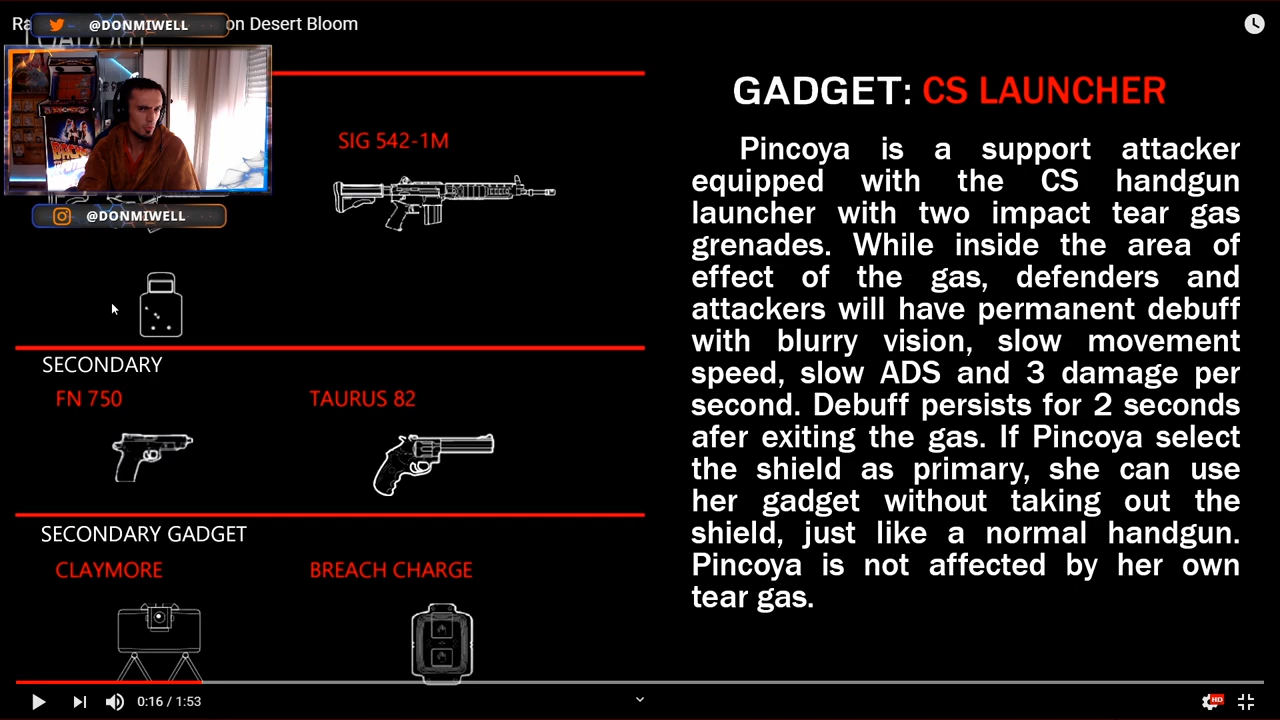 Ra
on Desert Bloom
@DONMIWELL
@DONMIWELL
SIG 542-1M
SECONDARY
FN 750
TAURUS 82
SECONDARY GADGET
CLAYMORE
BREACH CHARGE
GADGET: CS LAUNCHER
Pincoya is a support attacker
equipped with the CS handgun
launcher with two impact tear gas
grenades. While inside the area of
effect of the gas, defenders and
attackers will have permanent debuff
with blurry vision, slow movement
speed, slow ADS and 3 damage per
second. Debuff persists for 2 seconds
afer exiting the gas. If Pincoya select
the shield as primary, she can use
her gadget without taking out the
shield, just like a normal handgun.
Pincoya is not affected by her own
tear gas.
0:16 / 1:53
HD